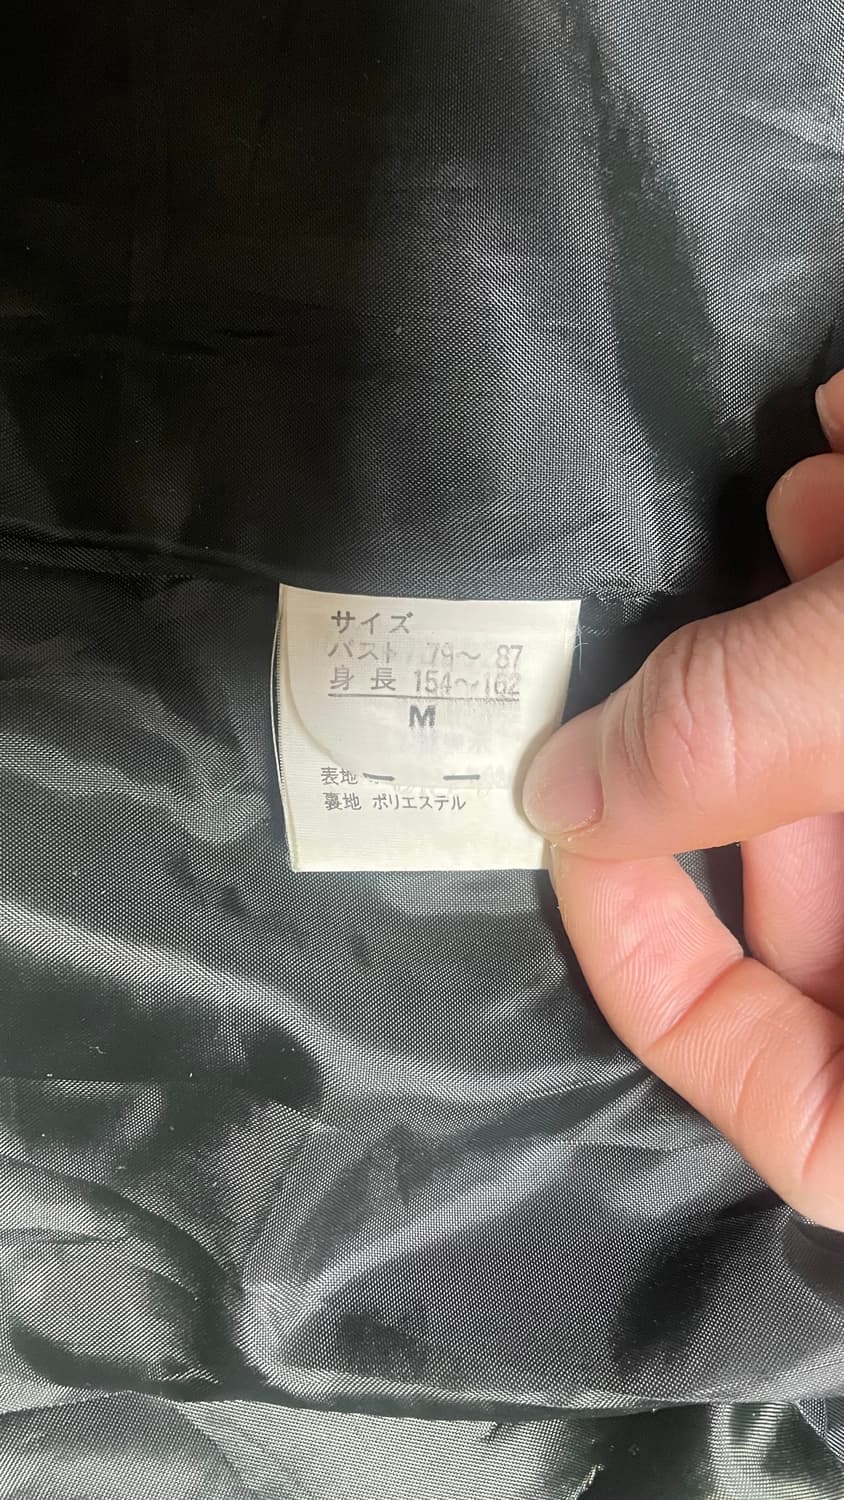 サイズ
バスト 79～ 87
身長 154～162
M
表地
裏地 ポリエステル